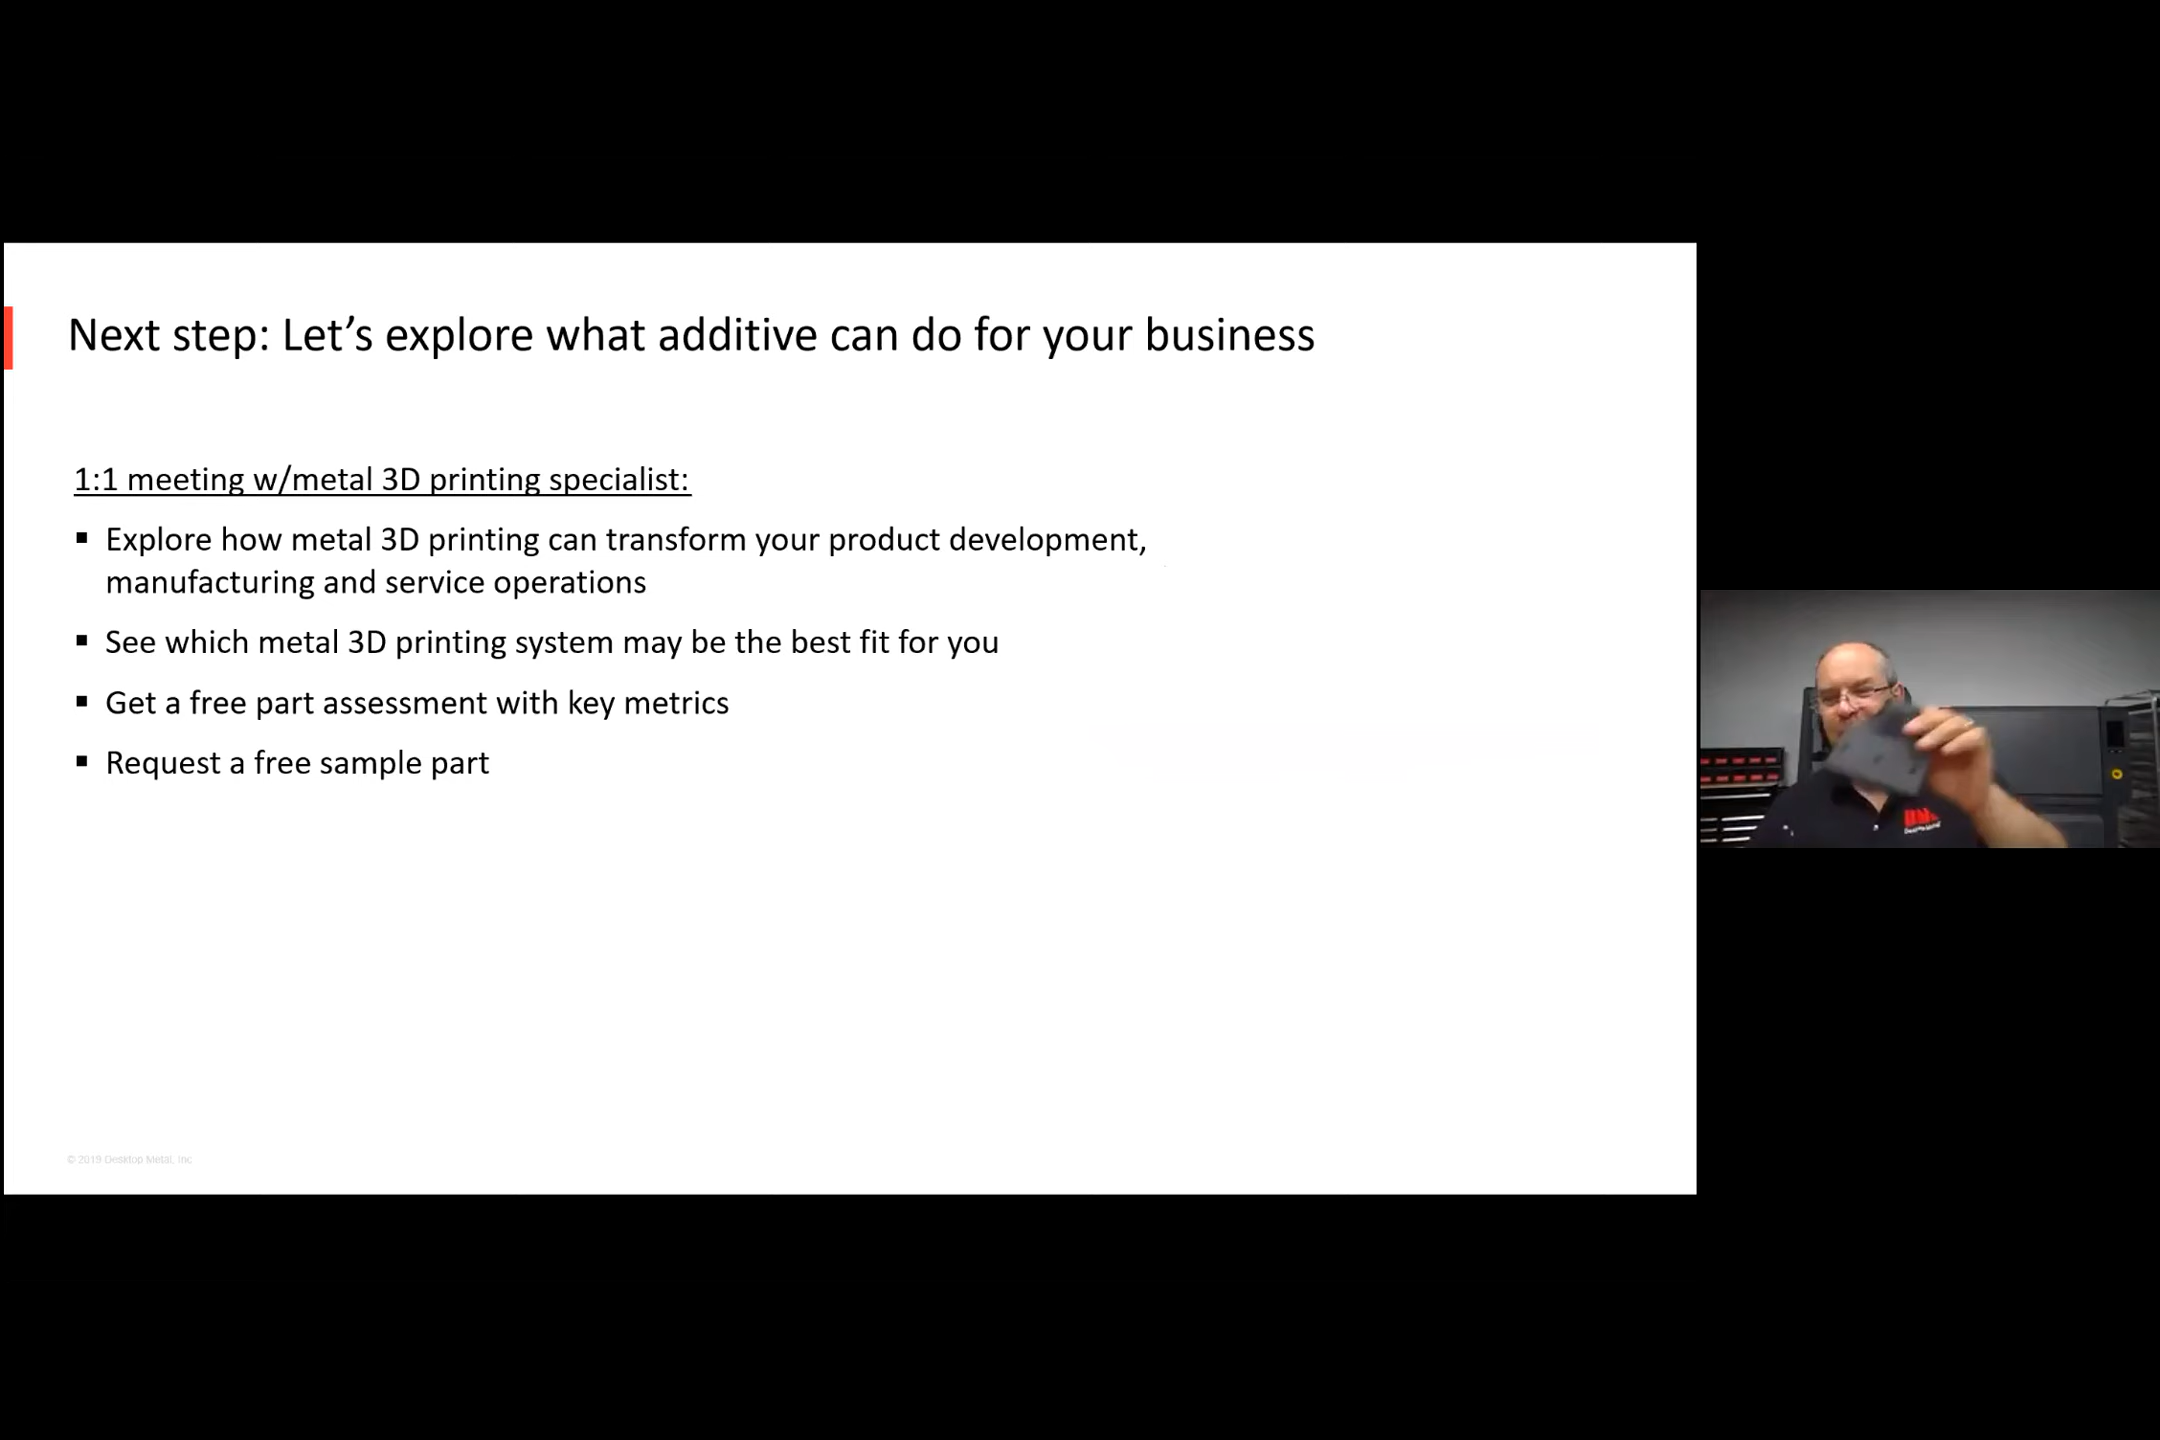 Next step: Let’s explore what additive can do for your business
1:1 meeting w/metal 3D printing specialist:
▪ Explore how metal 3D printing can transform your product development,
manufacturing and service operations
▪ See which metal 3D printing system may be the best fit for you
▪ Get a free part assessment with key metrics
▪ Request a free sample part
© 2019 Desktop Metal, Inc